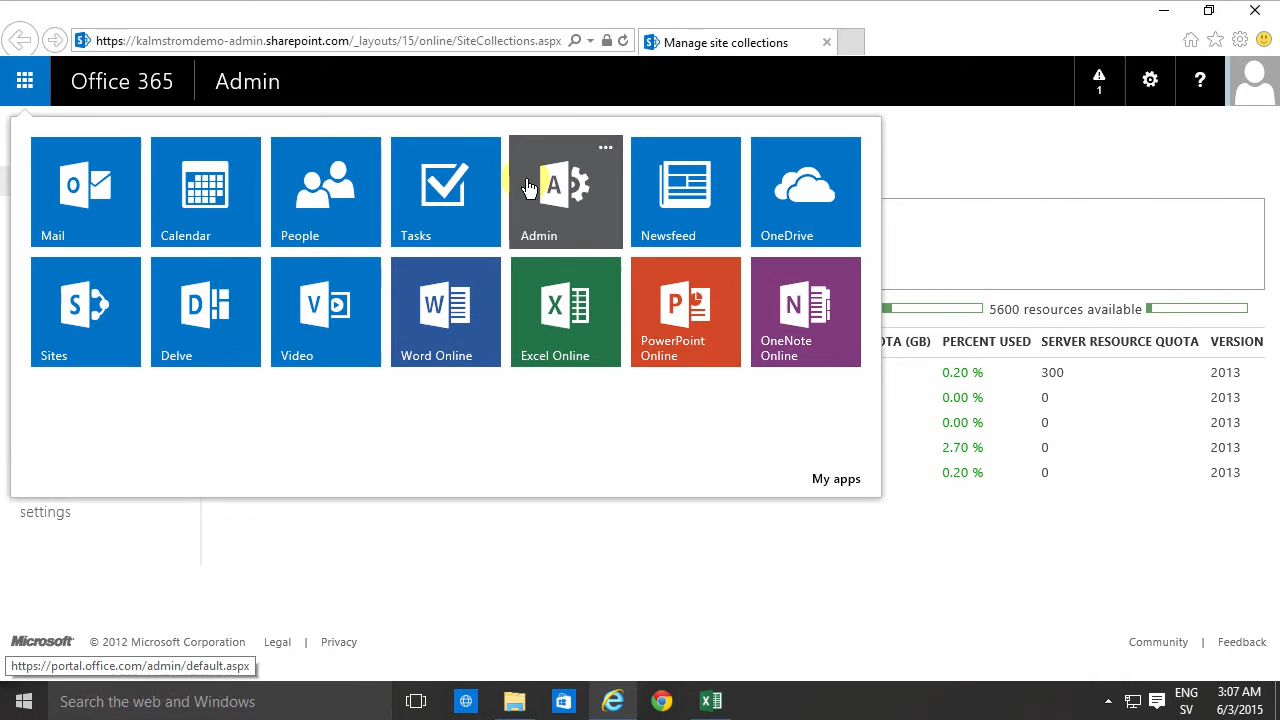 https://kalmstromdemo-admin.sharepoint.com/_layouts/15/online/SiteCollections.aspx
Manage site collections
Office 365
Admin
1
?
Mail
Calendar
People
Tasks
A
Admin
Newsfeed
OneDrive
S
Sites
D
Delve
V
Video
W
Word Online
X
Excel Online
P
PowerPoint
Online
N
OneNote
Online
My apps
5600 resources available
PERCENT USED
SERVER RESOURCE QUOTA
VERSION
0.20 %
300
2013
0.00 %
0
2013
0.00 %
0
2013
2.70 %
0
2013
0.20 %
0
2013
settings
Microsoft
© 2012 Microsoft Corporation
Legal
|
Privacy
Community
|
Feedback
https://portal.office.com/admin/default.aspx
Search the web and Windows
ENG
SV
3:07 AM
6/3/2015